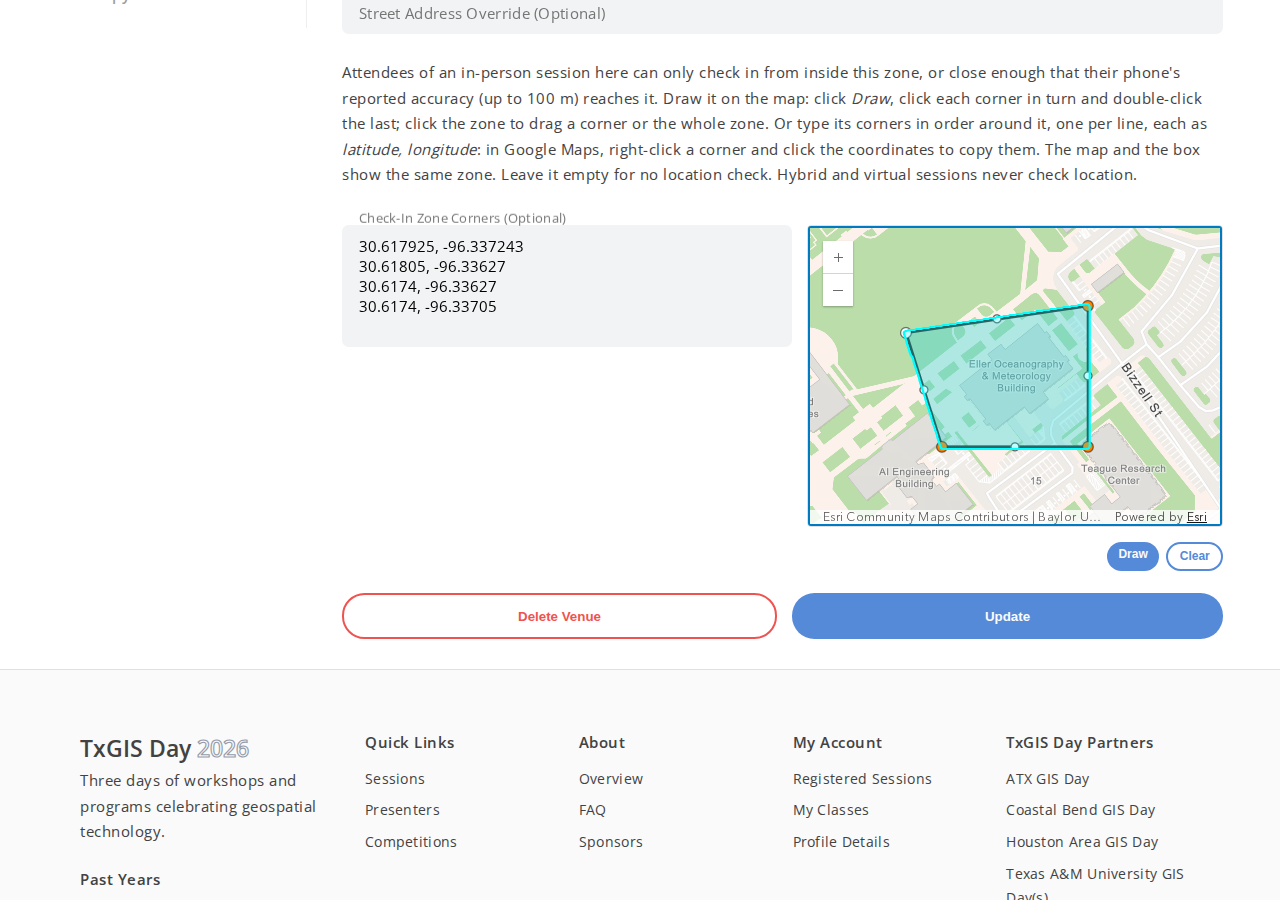 Street Address Override (Optional)
Attendees of an in-person session here can only check in from inside this zone, or close enough that their phone's
reported accuracy (up to 100 m) reaches it. Draw it on the map: click Draw, click each corner in turn and double-click
the last; click the zone to drag a corner or the whole zone. Or type its corners in order around it, one per line, each as
latitude, longitude: in Google Maps, right-click a corner and click the coordinates to copy them. The map and the box
show the same zone. Leave it empty for no location check. Hybrid and virtual sessions never check location.
Check-In Zone Corners (Optional)
30.617925, -96.337243
30.61805, -96.33627
30.6174, -96.33627
30.6174, -96.33705
+
−
Eller Oceanography
& Meteorology
Building
Bizzell St
AI Engineering
Building
15
Teague Research
Center
Esri Community Maps Contributors | Baylor U...
Powered by Esri
Draw
Clear
Delete Venue
Update
TxGIS Day 2026
Three days of workshops and
programs celebrating geospatial
technology.
Past Years
Quick Links
Sessions
Presenters
Competitions
About
Overview
FAQ
Sponsors
My Account
Registered Sessions
My Classes
Profile Details
TxGIS Day Partners
ATX GIS Day
Coastal Bend GIS Day
Houston Area GIS Day
Texas A&M University GIS
Day(s)